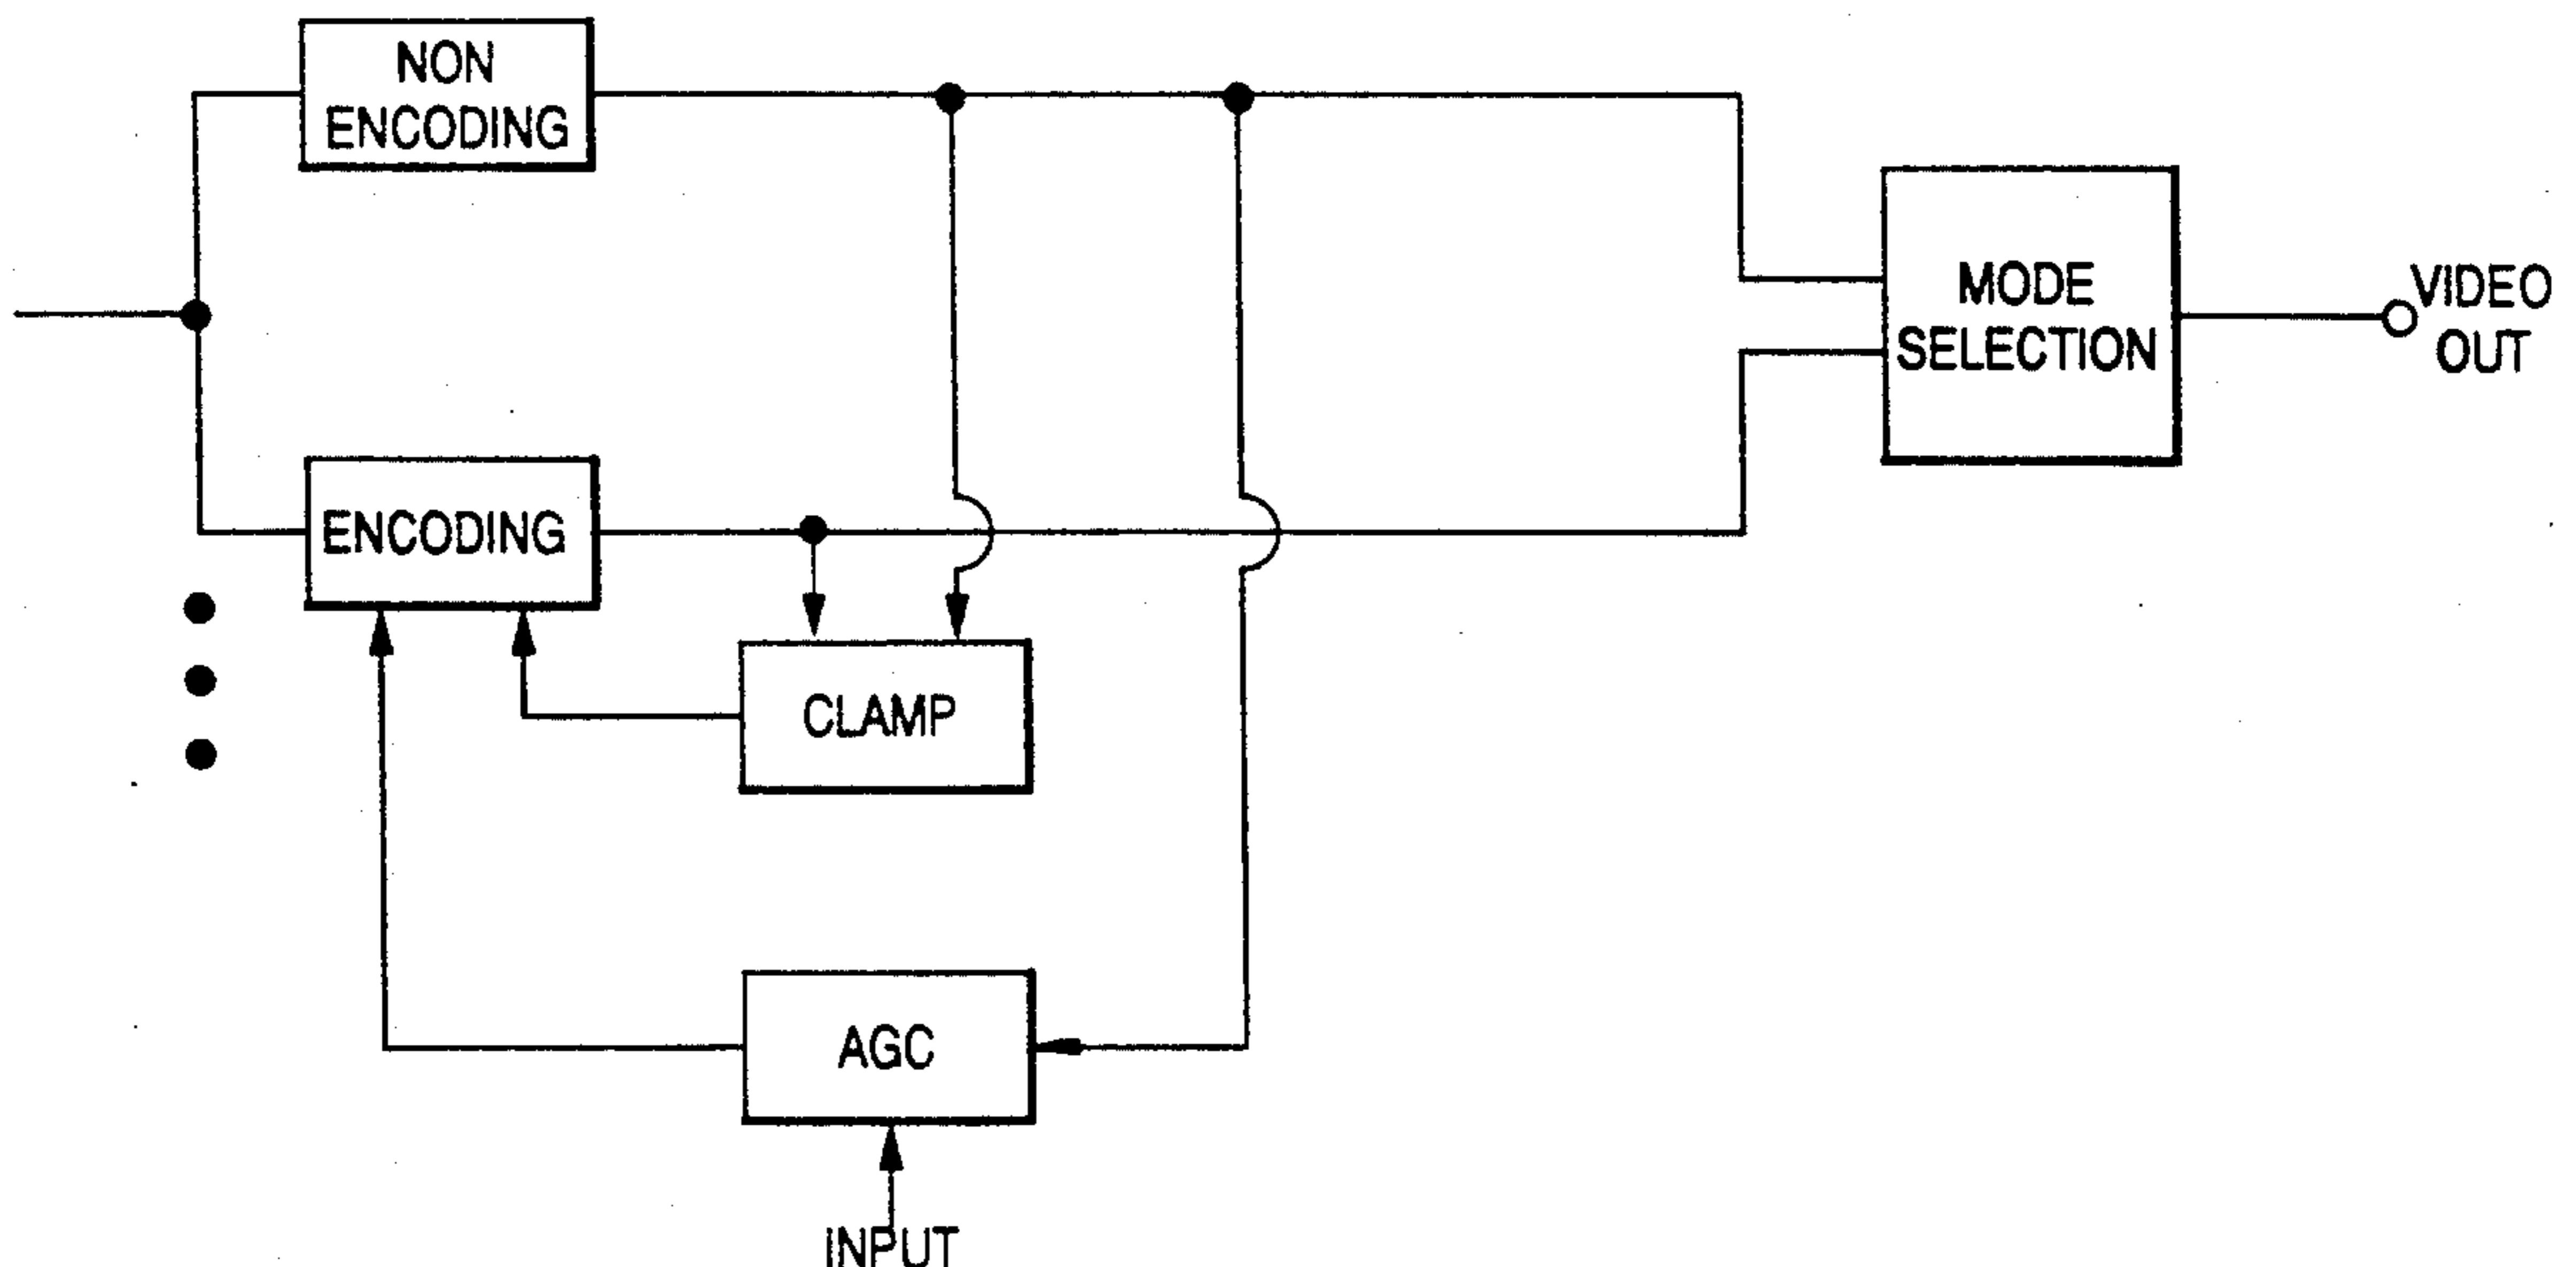 NON
ENCODING
MODE
SELECTION
VIDEO
OUT
ENCODING
CLAMP
AGC
INPUT